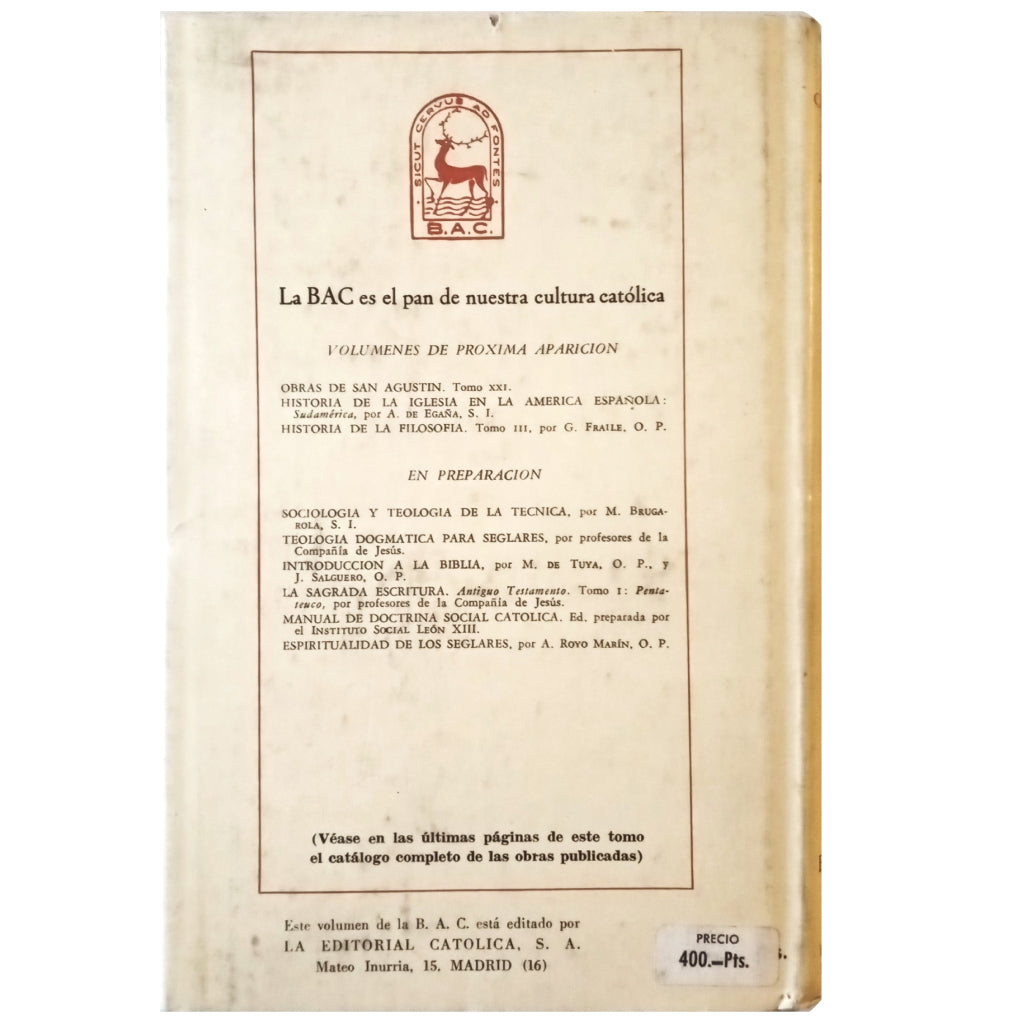 SICUT CERVUS AD FONTES
B.A.C.
La BAC es el pan de nuestra cultura católica
VOLUMENES DE PROXIMA APARICION
OBRAS DE SAN AGUSTIN. Tomo XXI.
HISTORIA DE LA IGLESIA EN LA AMERICA ESPAÑOLA:
Sudamérica, por A. DE EGAÑA, S. I.
HISTORIA DE LA FILOSOFIA. Tomo III, por G. FRAILE, O. P.
EN PREPARACION
SOCIOLOGIA Y TEOLOGIA DE LA TECNICA, por M. BRUGA-
ROLA, S. I.
TEOLOGIA DOGMATICA PARA SEGLARES, por profesores de la
Compañía de Jesús.
INTRODUCCION A LA BIBLIA, por M. DE TUYA, O. P., y
J. SALGUERO, O. P.
LA SAGRADA ESCRITURA. Antiguo Testamento. Tomo I: Penta-
teuco, por profesores de la Compañía de Jesús.
MANUAL DE DOCTRINA SOCIAL CATOLICA. Ed. preparada por
el INSTITUTO SOCIAL LEÓN XIII.
ESPIRITUALIDAD DE LOS SEGLARES, por A. ROYO MARÍN, O. P.
(Véase en las últimas páginas de este tomo
el catálogo completo de las obras publicadas)
Este volumen de la B. A. C. está editado por
LA EDITORIAL CATOLICA, S. A.
Mateo Inurria, 15. MADRID (16)
PRECIO
400.—Pts.